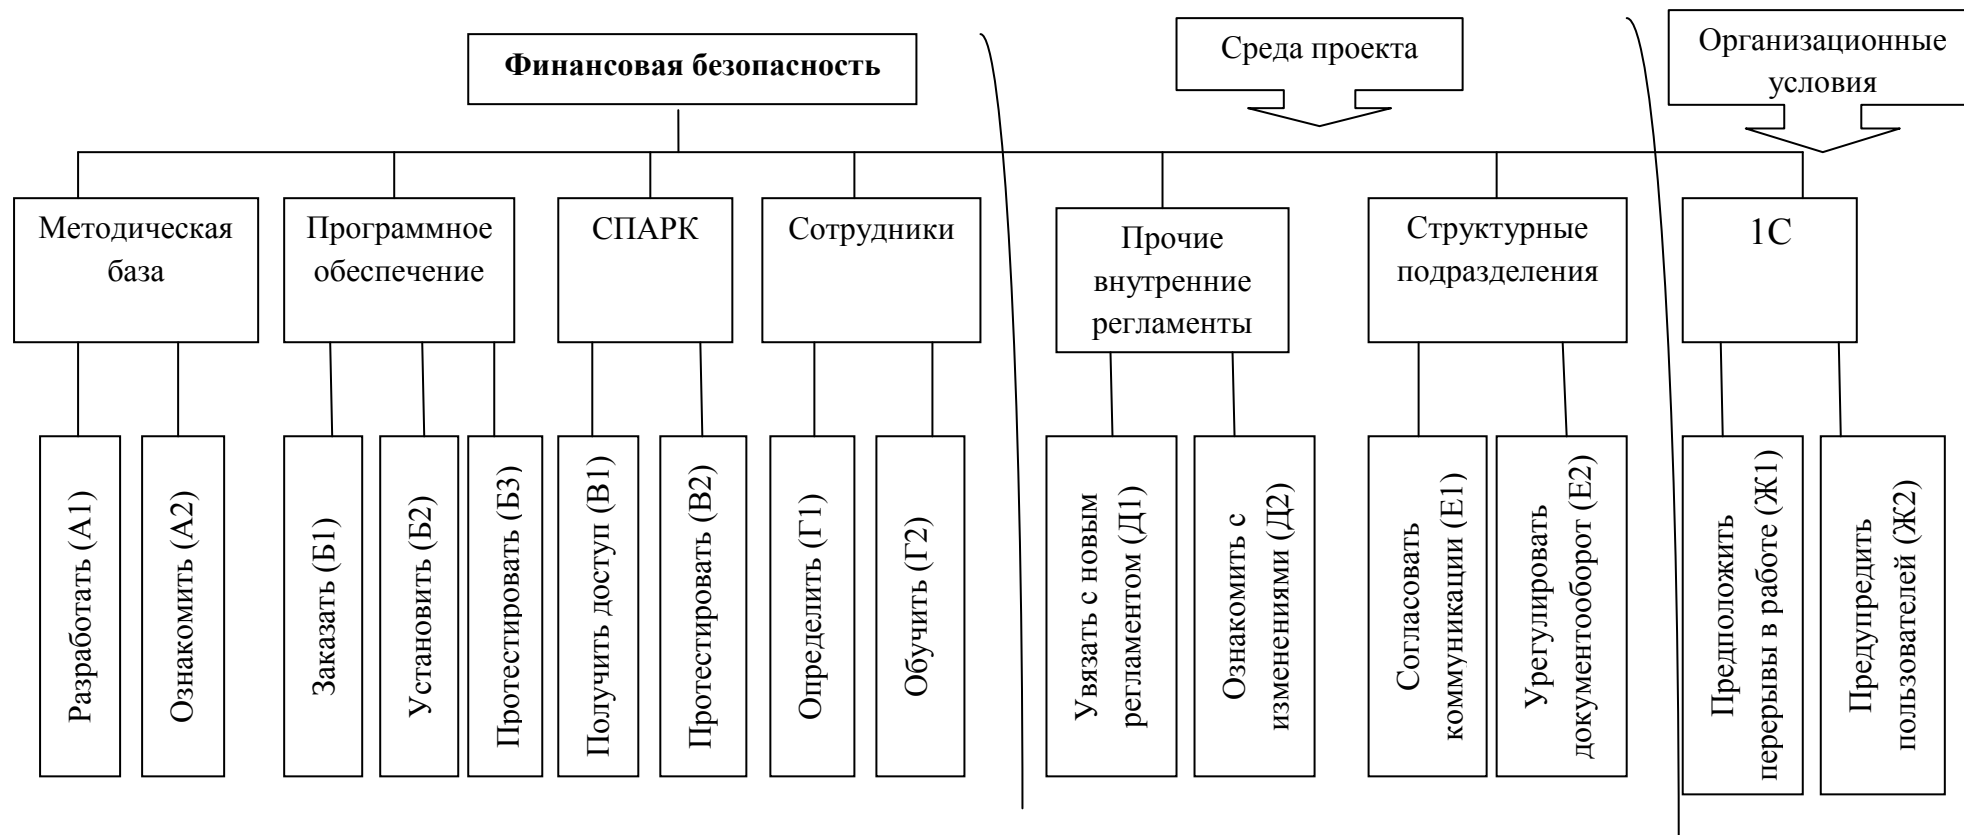 Финансовая безопасность
Среда проекта
Организационные
условия
Методическая
база
Программное
обеспечение
СПАРК
Сотрудники
Прочие
внутренние
регламенты
Структурные
подразделения
1С
Разработать (А1)
Ознакомить (А2)
Заказать (Б1)
Установить (Б2)
Протестировать (Б3)
Получить доступ (В1)
Протестировать (В2)
Определить (Г1)
Обучить (Г2)
Увязать с новым
регламентом (Д1)
Ознакомить с
изменениями (Д2)
Согласовать
коммуникации (Е1)
Урегулировать
документооборот (Е2)
Предположить
перерывы в работе (Ж1)
Предупредить
пользователей (Ж2)